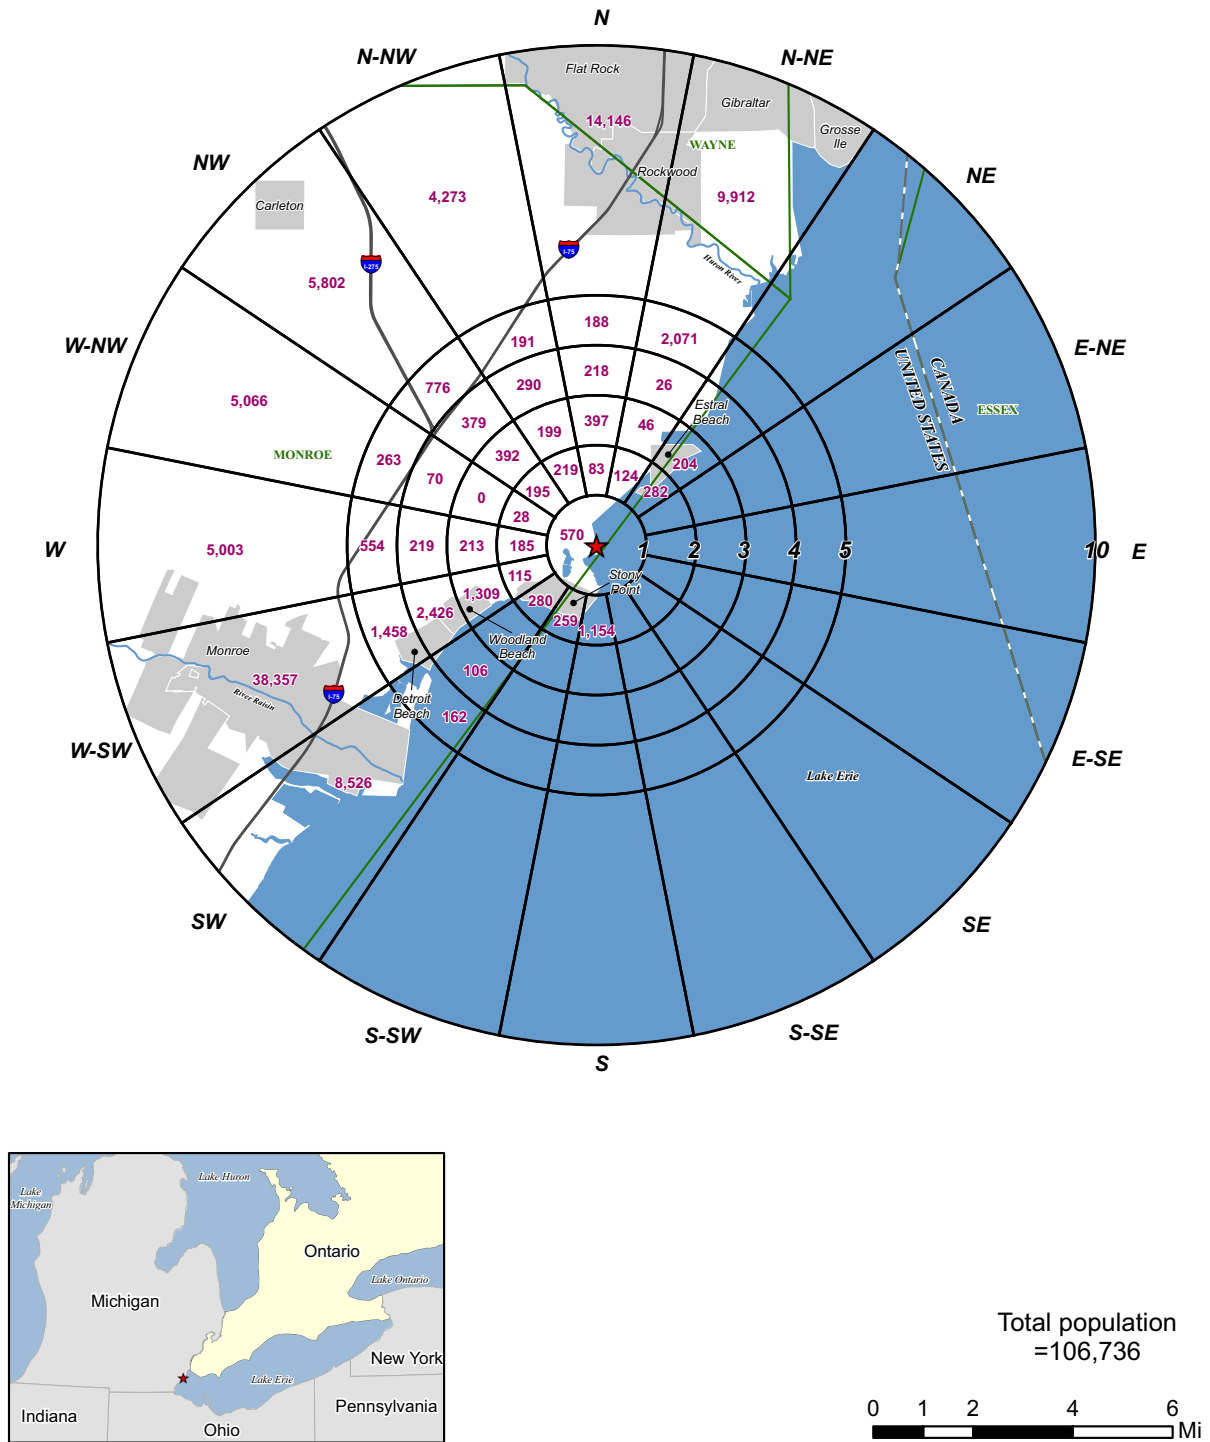 N
N-NW
N-NE
Flat Rock
Gibraltar
14,146
Grosse
Ile
WAYNE
NW
NE
Rockwood
4,273
9,912
Carleton
I-75
I-275
Huron River
5,802
188
2,071
191
W-NW
E-NE
CANADA
UNITED STATES
218
776
290
26
5,066
ESSEX
Estral
Beach
379
199
397
46
MONROE
263
392
204
70
219
83
124
195
282
0
28
570
W
5,003
554
219
213
185
1
2
3
4
5
10
E
115
Stony
Point
1,309
280
2,426
259
1,154
1,458
Woodland
Beach
Monroe
106
38,357
River Raisin
I-75
Detroit
Beach
162
W-SW
E-SE
Lake Erie
8,526
SW
SE
S-SW
S-SE
S
Lake Huron
Lake
Michigan
Ontario
Lake Ontario
Michigan
New York
Lake Erie
Pennsylvania
Indiana
Ohio
Total population
=106,736
0 1 2 4 6
Mi